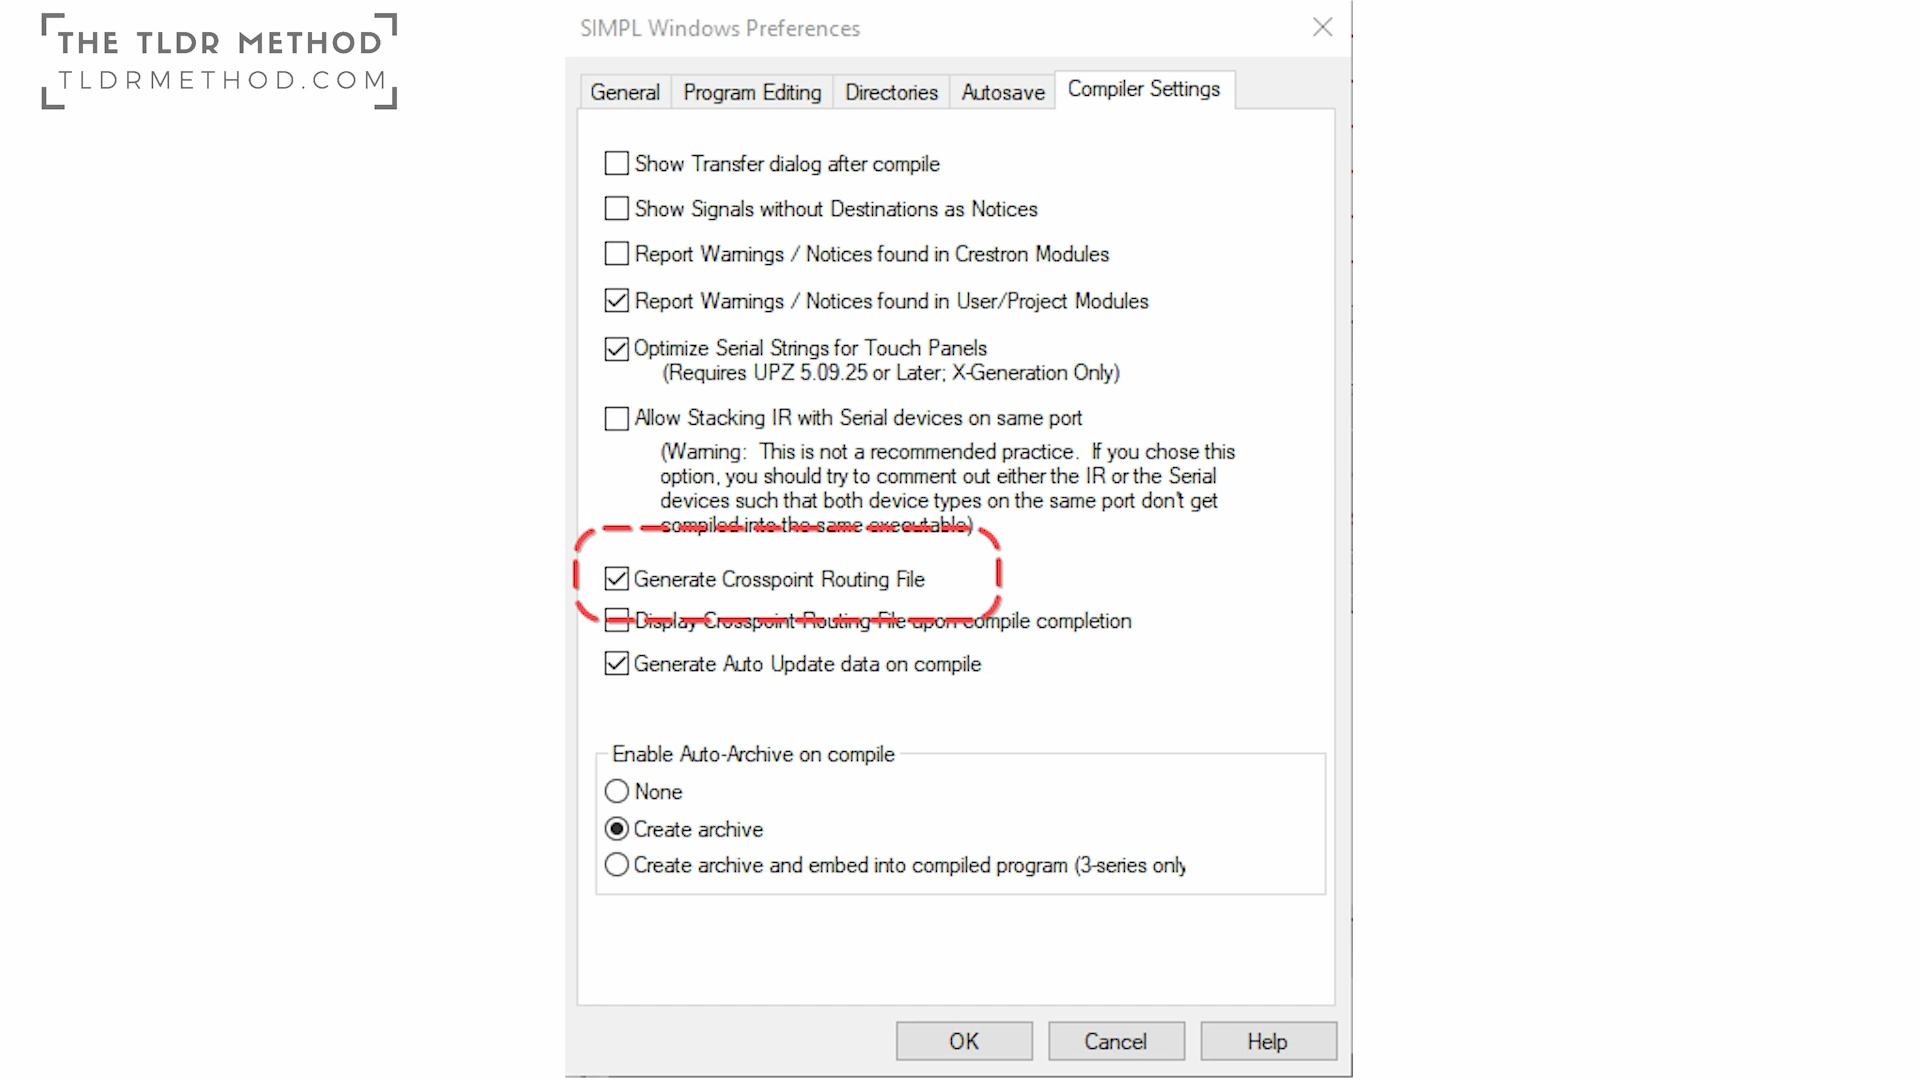 THE TLDR METHOD
TLDRMETHOD.COM
SIMPL Windows Preferences
General
Program Editing
Directories
Autosave
Compiler Settings
Show Transfer dialog after compile
Show Signals without Destinations as Notices
Report Warnings / Notices found in Crestron Modules
Report Warnings / Notices found in User/Project Modules
Optimize Serial Strings for Touch Panels
(Requires UPZ 5.09.25 or Later; X-Generation Only)
Allow Stacking IR with Serial devices on same port
(Warning: This is not a recommended practice. If you chose this
option, you should try to comment out either the IR or the Serial
devices such that both device types on the same port don't get
compiled into the same executable)
Generate Crosspoint Routing File
Display Crosspoint Routing File upon compile completion
Generate Auto Update data on compile
Enable Auto-Archive on compile
None
Create archive
Create archive and embed into compiled program (3-series only
OK
Cancel
Help